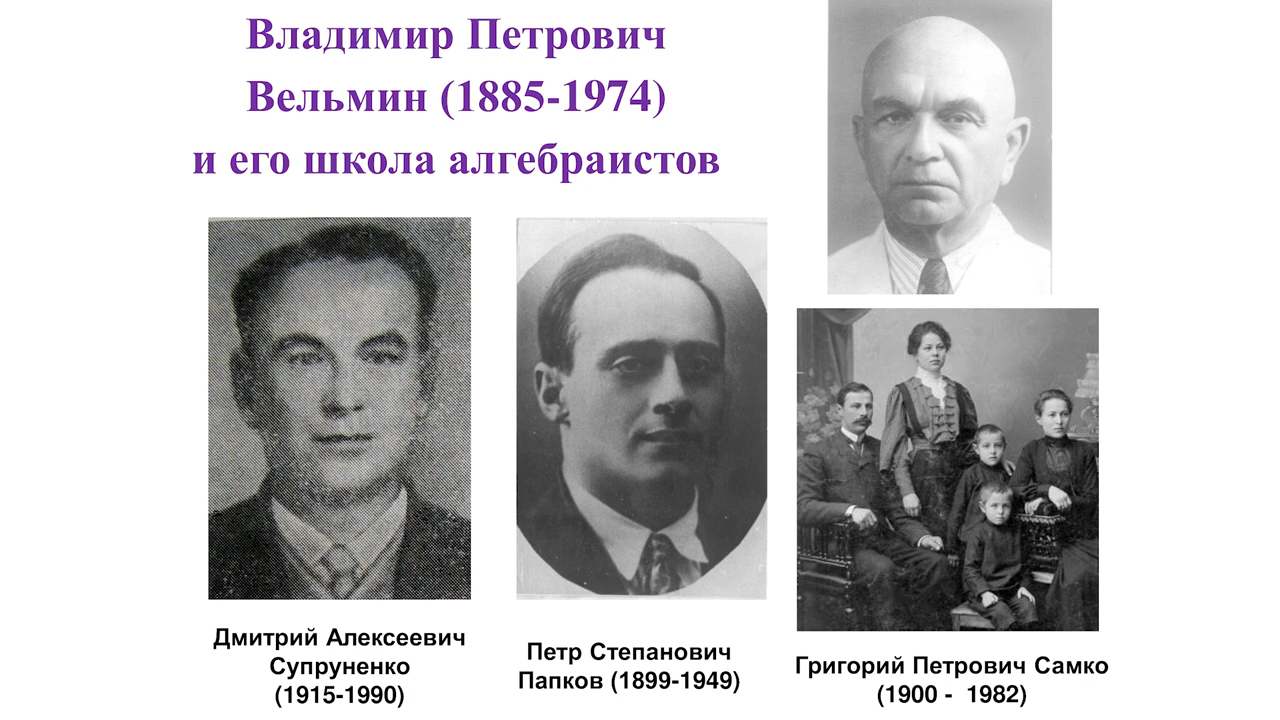 Владимир Петрович
Вельмин (1885-1974)
и его школа алгебраистов
Дмитрий Алексеевич
Супруненко
(1915-1990)
Петр Степанович
Папков (1899-1949)
Григорий Петрович Самко
(1900 - 1982)